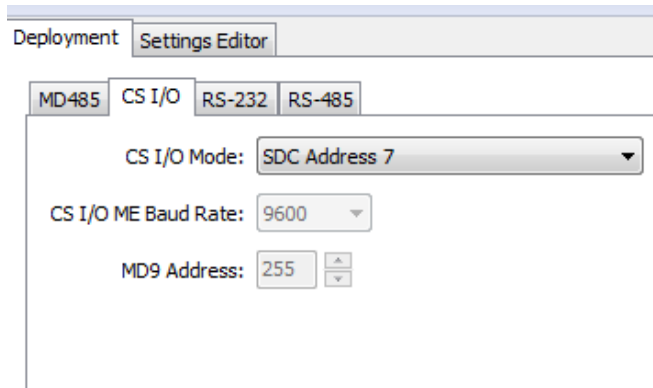 Deployment Settings Editor
MD485 CS I/O RS-232 RS-485
CS I/O Mode: SDC Address 7
CS I/O ME Baud Rate: 9600
MD9 Address: 255